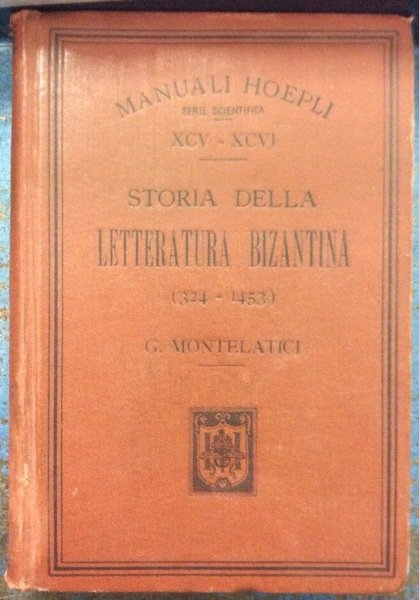 MANUALI HOEPLI
SERIE SCIENTIFICA
XCV - XCVI
STORIA DELLA
LETTERATURA BIZANTINA
(324 - 1453)
G. MONTELATICI